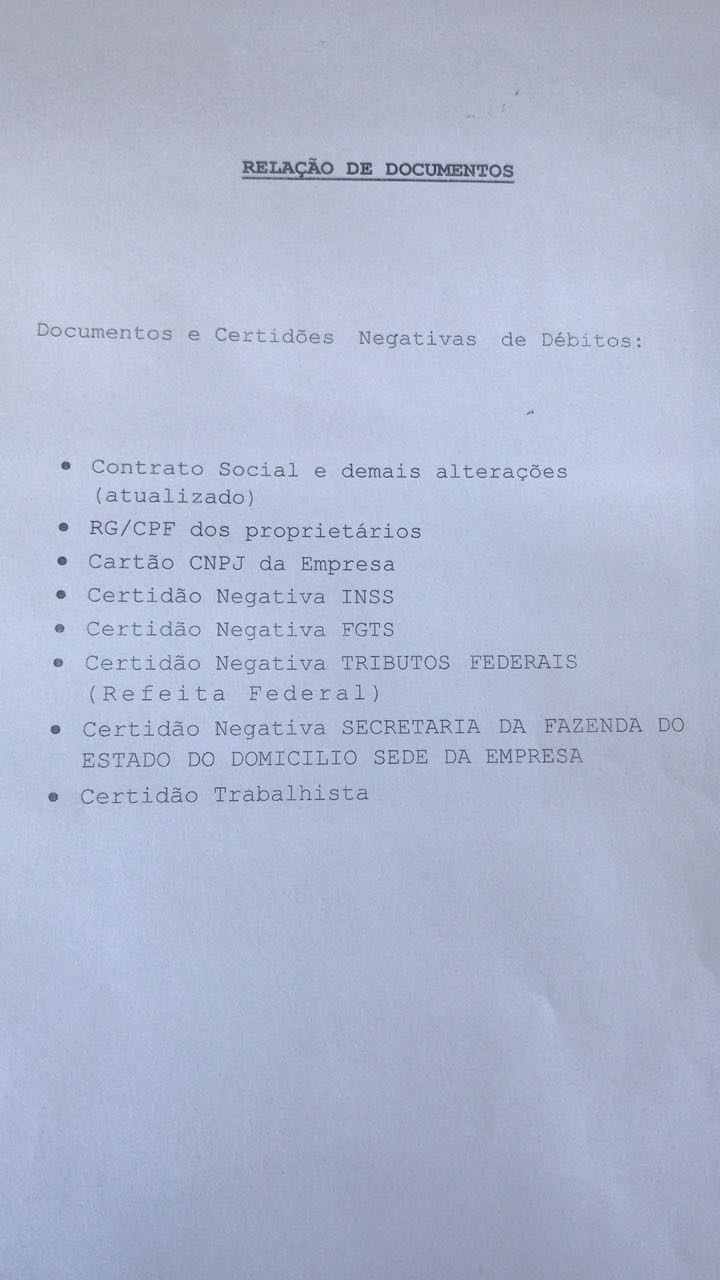 RELAÇÃO DE DOCUMENTOS
Documentos e Certidões Negativas de Débitos:
• Contrato Social e demais alterações
(atualizado)
• RG/CPF dos proprietários
• Cartão CNPJ da Empresa
• Certidão Negativa INSS
• Certidão Negativa FGTS
• Certidão Negativa TRIBUTOS FEDERAIS
(Refeita Federal)
• Certidão Negativa SECRETARIA DA FAZENDA DO
ESTADO DO DOMICILIO SEDE DA EMPRESA
• Certidão Trabalhista